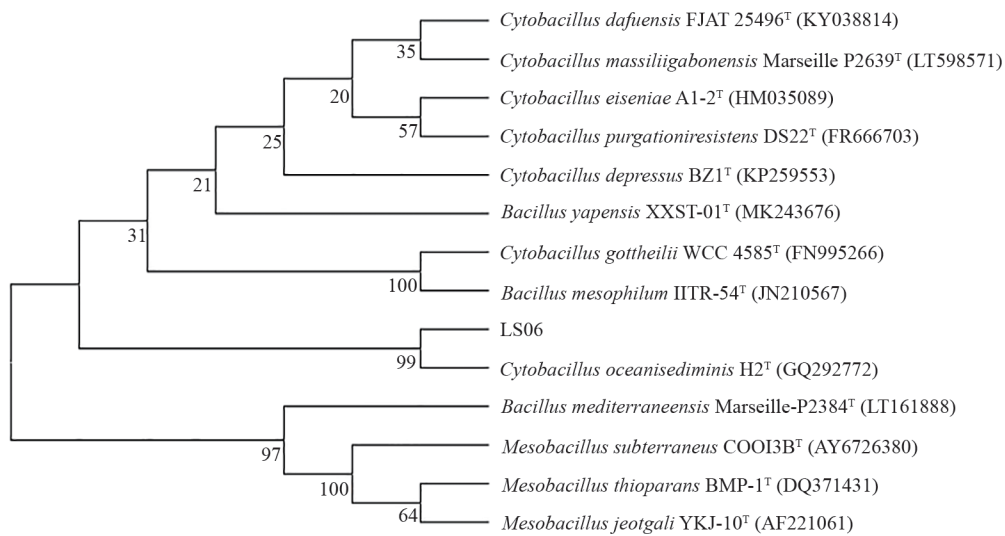 Cytobacillus dafuensis FJAT 25496ᵀ (KY038814)
35
Cytobacillus massiliigabonensis Marseille P2639ᵀ (LT598571)
20
Cytobacillus eiseniae A1-2ᵀ (HM035089)
57
Cytobacillus purgationiresistens DS22ᵀ (FR666703)
25
Cytobacillus depressus BZ1ᵀ (KP259553)
21
Bacillus yapensis XXST-01ᵀ (MK243676)
31
Cytobacillus gottheilii WCC 4585ᵀ (FN995266)
100
Bacillus mesophilum IITR-54ᵀ (JN210567)
LS06
99
Cytobacillus oceanisediminis H2ᵀ (GQ292772)
Bacillus mediterraneensis Marseille-P2384ᵀ (LT161888)
97
Mesobacillus subterraneus COOI3Bᵀ (AY6726380)
100
Mesobacillus thioparans BMP-1ᵀ (DQ371431)
64
Mesobacillus jeotgali YKJ-10ᵀ (AF221061)